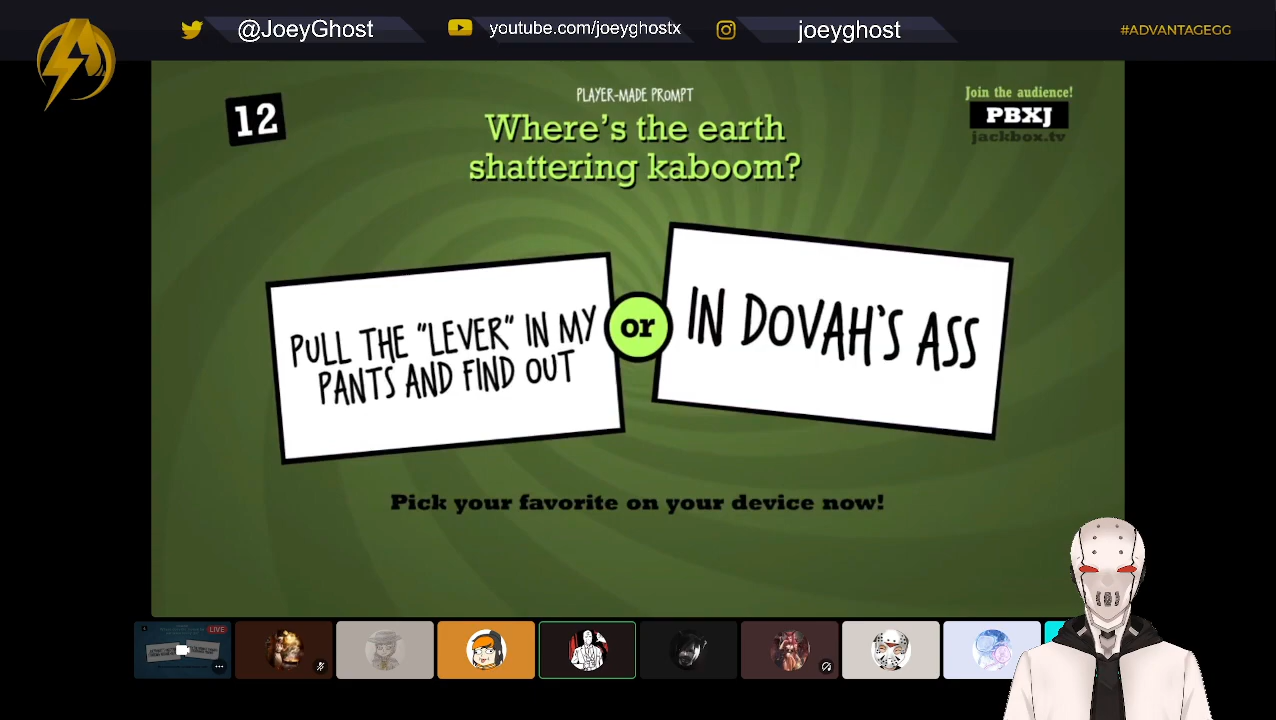 @JoeyGhost
youtube.com/joeyghostx
joeyghost
#ADVANTAGEGG
12
PLAYER-MADE PROMPT
Where's the earth
shattering kaboom?
Join the audience!
PBXJ
jackbox.tv
PULL THE "LEVER" IN MY
PANTS AND FIND OUT
or
IN DOVAH'S ASS
Pick your favorite on your device now!
LIVE